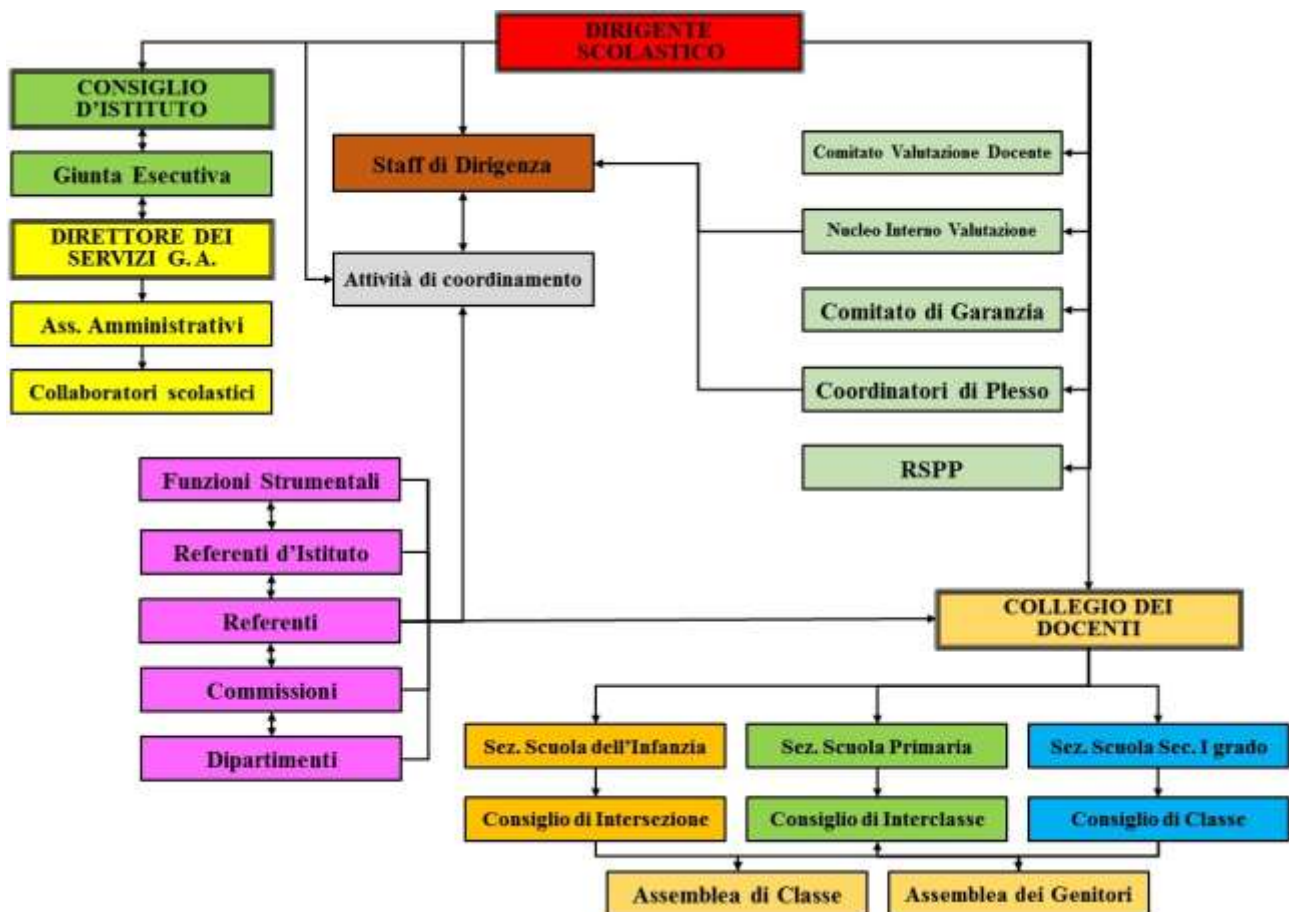 DIRIGENTE
SCOLASTICO
CONSIGLIO
D'ISTITUTO
Giunta Esecutiva
DIRETTORE DEI
SERVIZI G. A.
Ass. Amministrativi
Collaboratori scolastici
Staff di Dirigenza
Attività di coordinamento
Comitato Valutazione Docente
Nucleo Interno Valutazione
Comitato di Garanzia
Coordinatori di Plesso
RSPP
Funzioni Strumentali
Referenti d'Istituto
Referenti
Commissioni
Dipartimenti
COLLEGIO DEI
DOCENTI
Sez. Scuola dell'Infanzia
Sez. Scuola Primaria
Sez. Scuola Sec. I grado
Consiglio di Intersezione
Consiglio di Interclasse
Consiglio di Classe
Assemblea di Classe
Assemblea dei Genitori